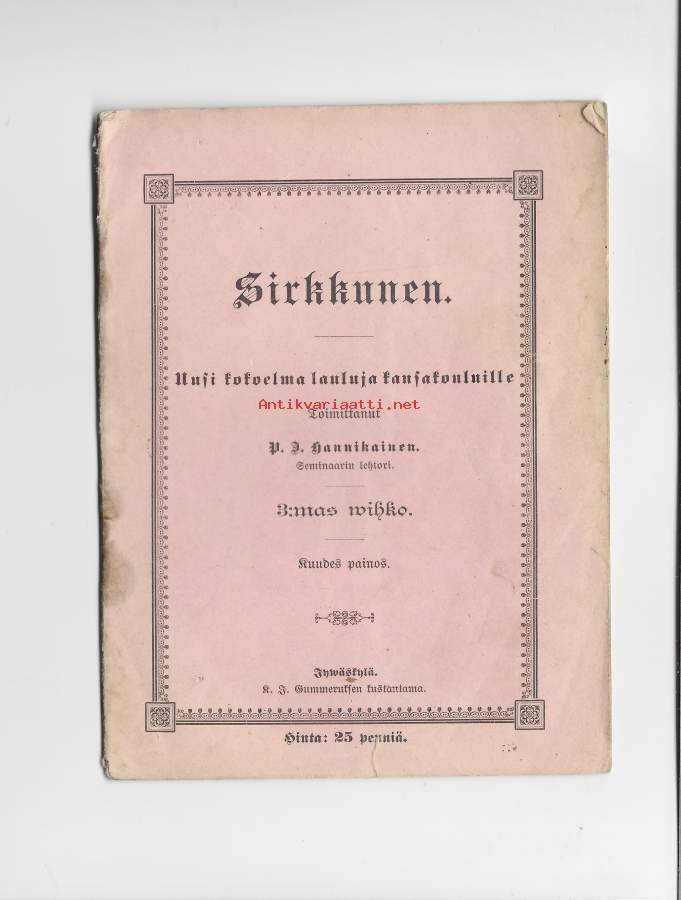 Sirkkunen.
Uusi kokoelma lauluja kansakouluille
Antikvariaatti.net
Toimittanut
P. J. Hannikainen.
Seminaarin lehtori.
3:mas wihko.
Kuudes painos.
Jywäskylä.
K. J. Gummeruksen kustantama.
Hinta: 25 penniä.